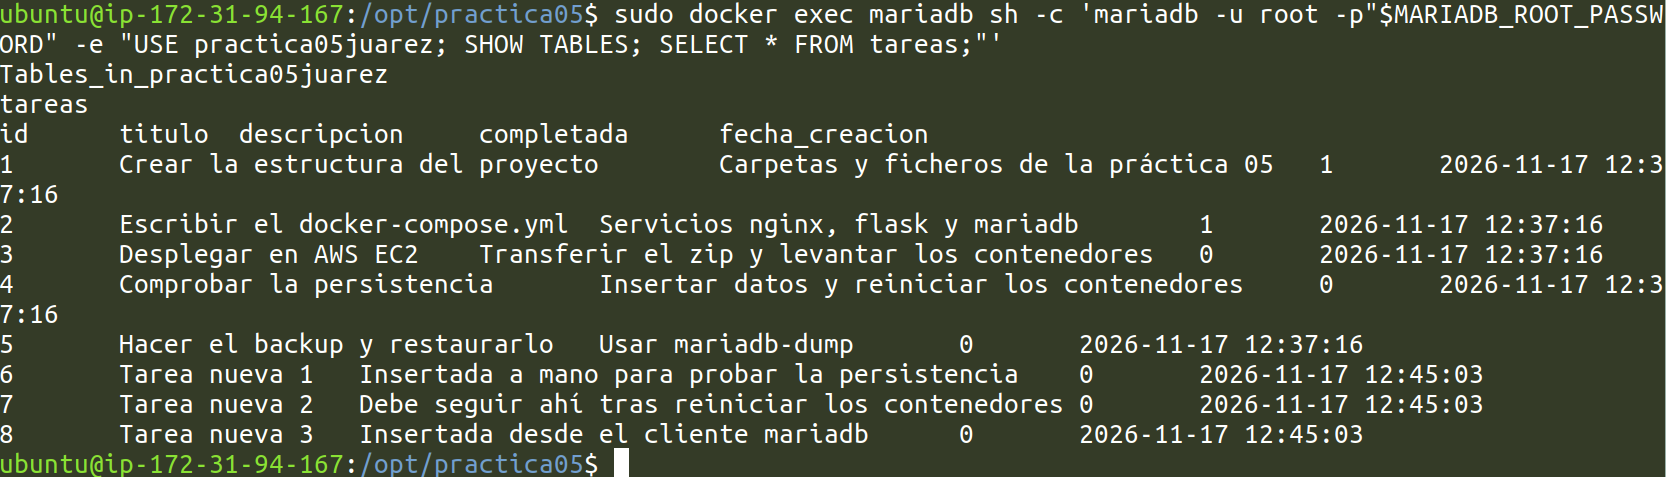 ubuntu@ip-172-31-94-167:/opt/practica05$ sudo docker exec mariadb sh -c 'mariadb -u root -p"$MARIADB_ROOT_PASSW
ORD" -e "USE practica05juarez; SHOW TABLES; SELECT * FROM tareas;"'
Tables_in_practica05juarez
tareas
id	titulo	descripcion	completada	fecha_creacion
1	Crear la estructura del proyecto	Carpetas y ficheros de la práctica 05	1	2026-11-17 12:3
7:16
2	Escribir el docker-compose.yml	Servicios nginx, flask y mariadb	1	2026-11-17 12:37:16
3	Desplegar en AWS EC2	Transferir el zip y levantar los contenedores	0	2026-11-17 12:37:16
4	Comprobar la persistencia	Insertar datos y reiniciar los contenedores	0	2026-11-17 12:3
7:16
5	Hacer el backup y restaurarlo	Usar mariadb-dump	0	2026-11-17 12:37:16
6	Tarea nueva 1	Insertada a mano para probar la persistencia	0	2026-11-17 12:45:03
7	Tarea nueva 2	Debe seguir ahí tras reiniciar los contenedores	0	2026-11-17 12:45:03
8	Tarea nueva 3	Insertada desde el cliente mariadb	0	2026-11-17 12:45:03
ubuntu@ip-172-31-94-167:/opt/practica05$